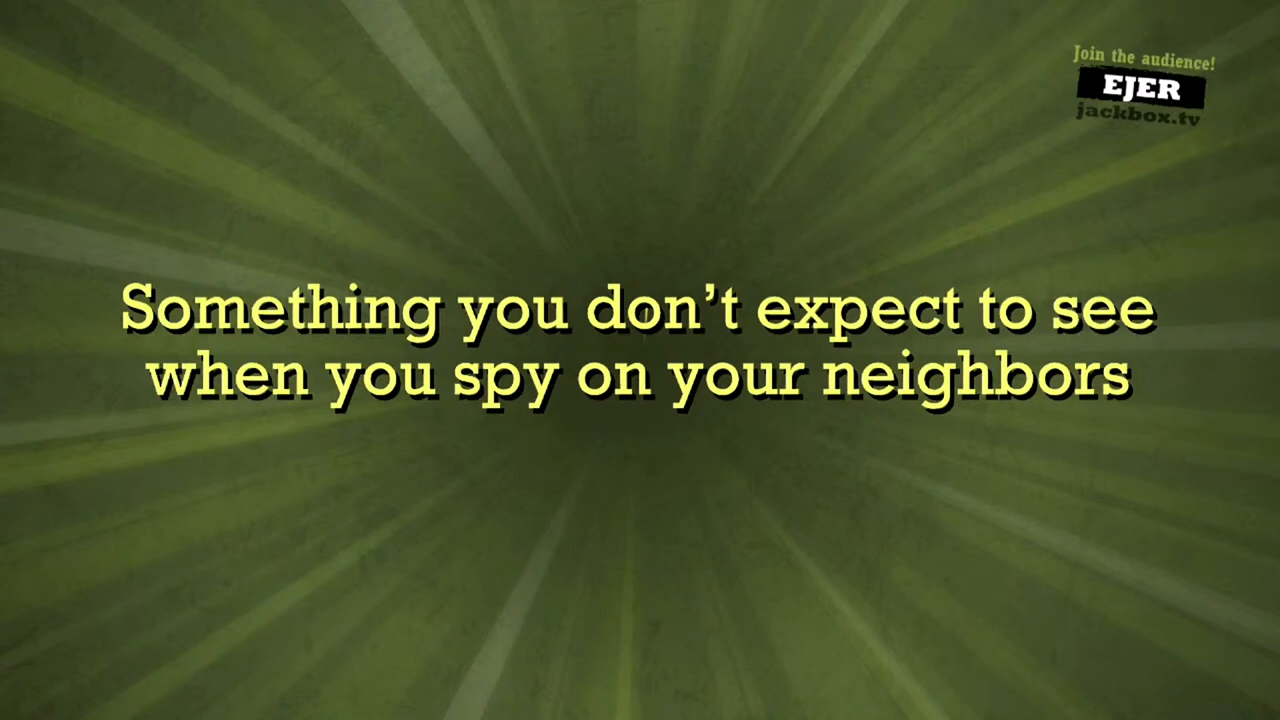 Join the audience!
EJER
jackbox.tv
Something you don’t expect to see
when you spy on your neighbors